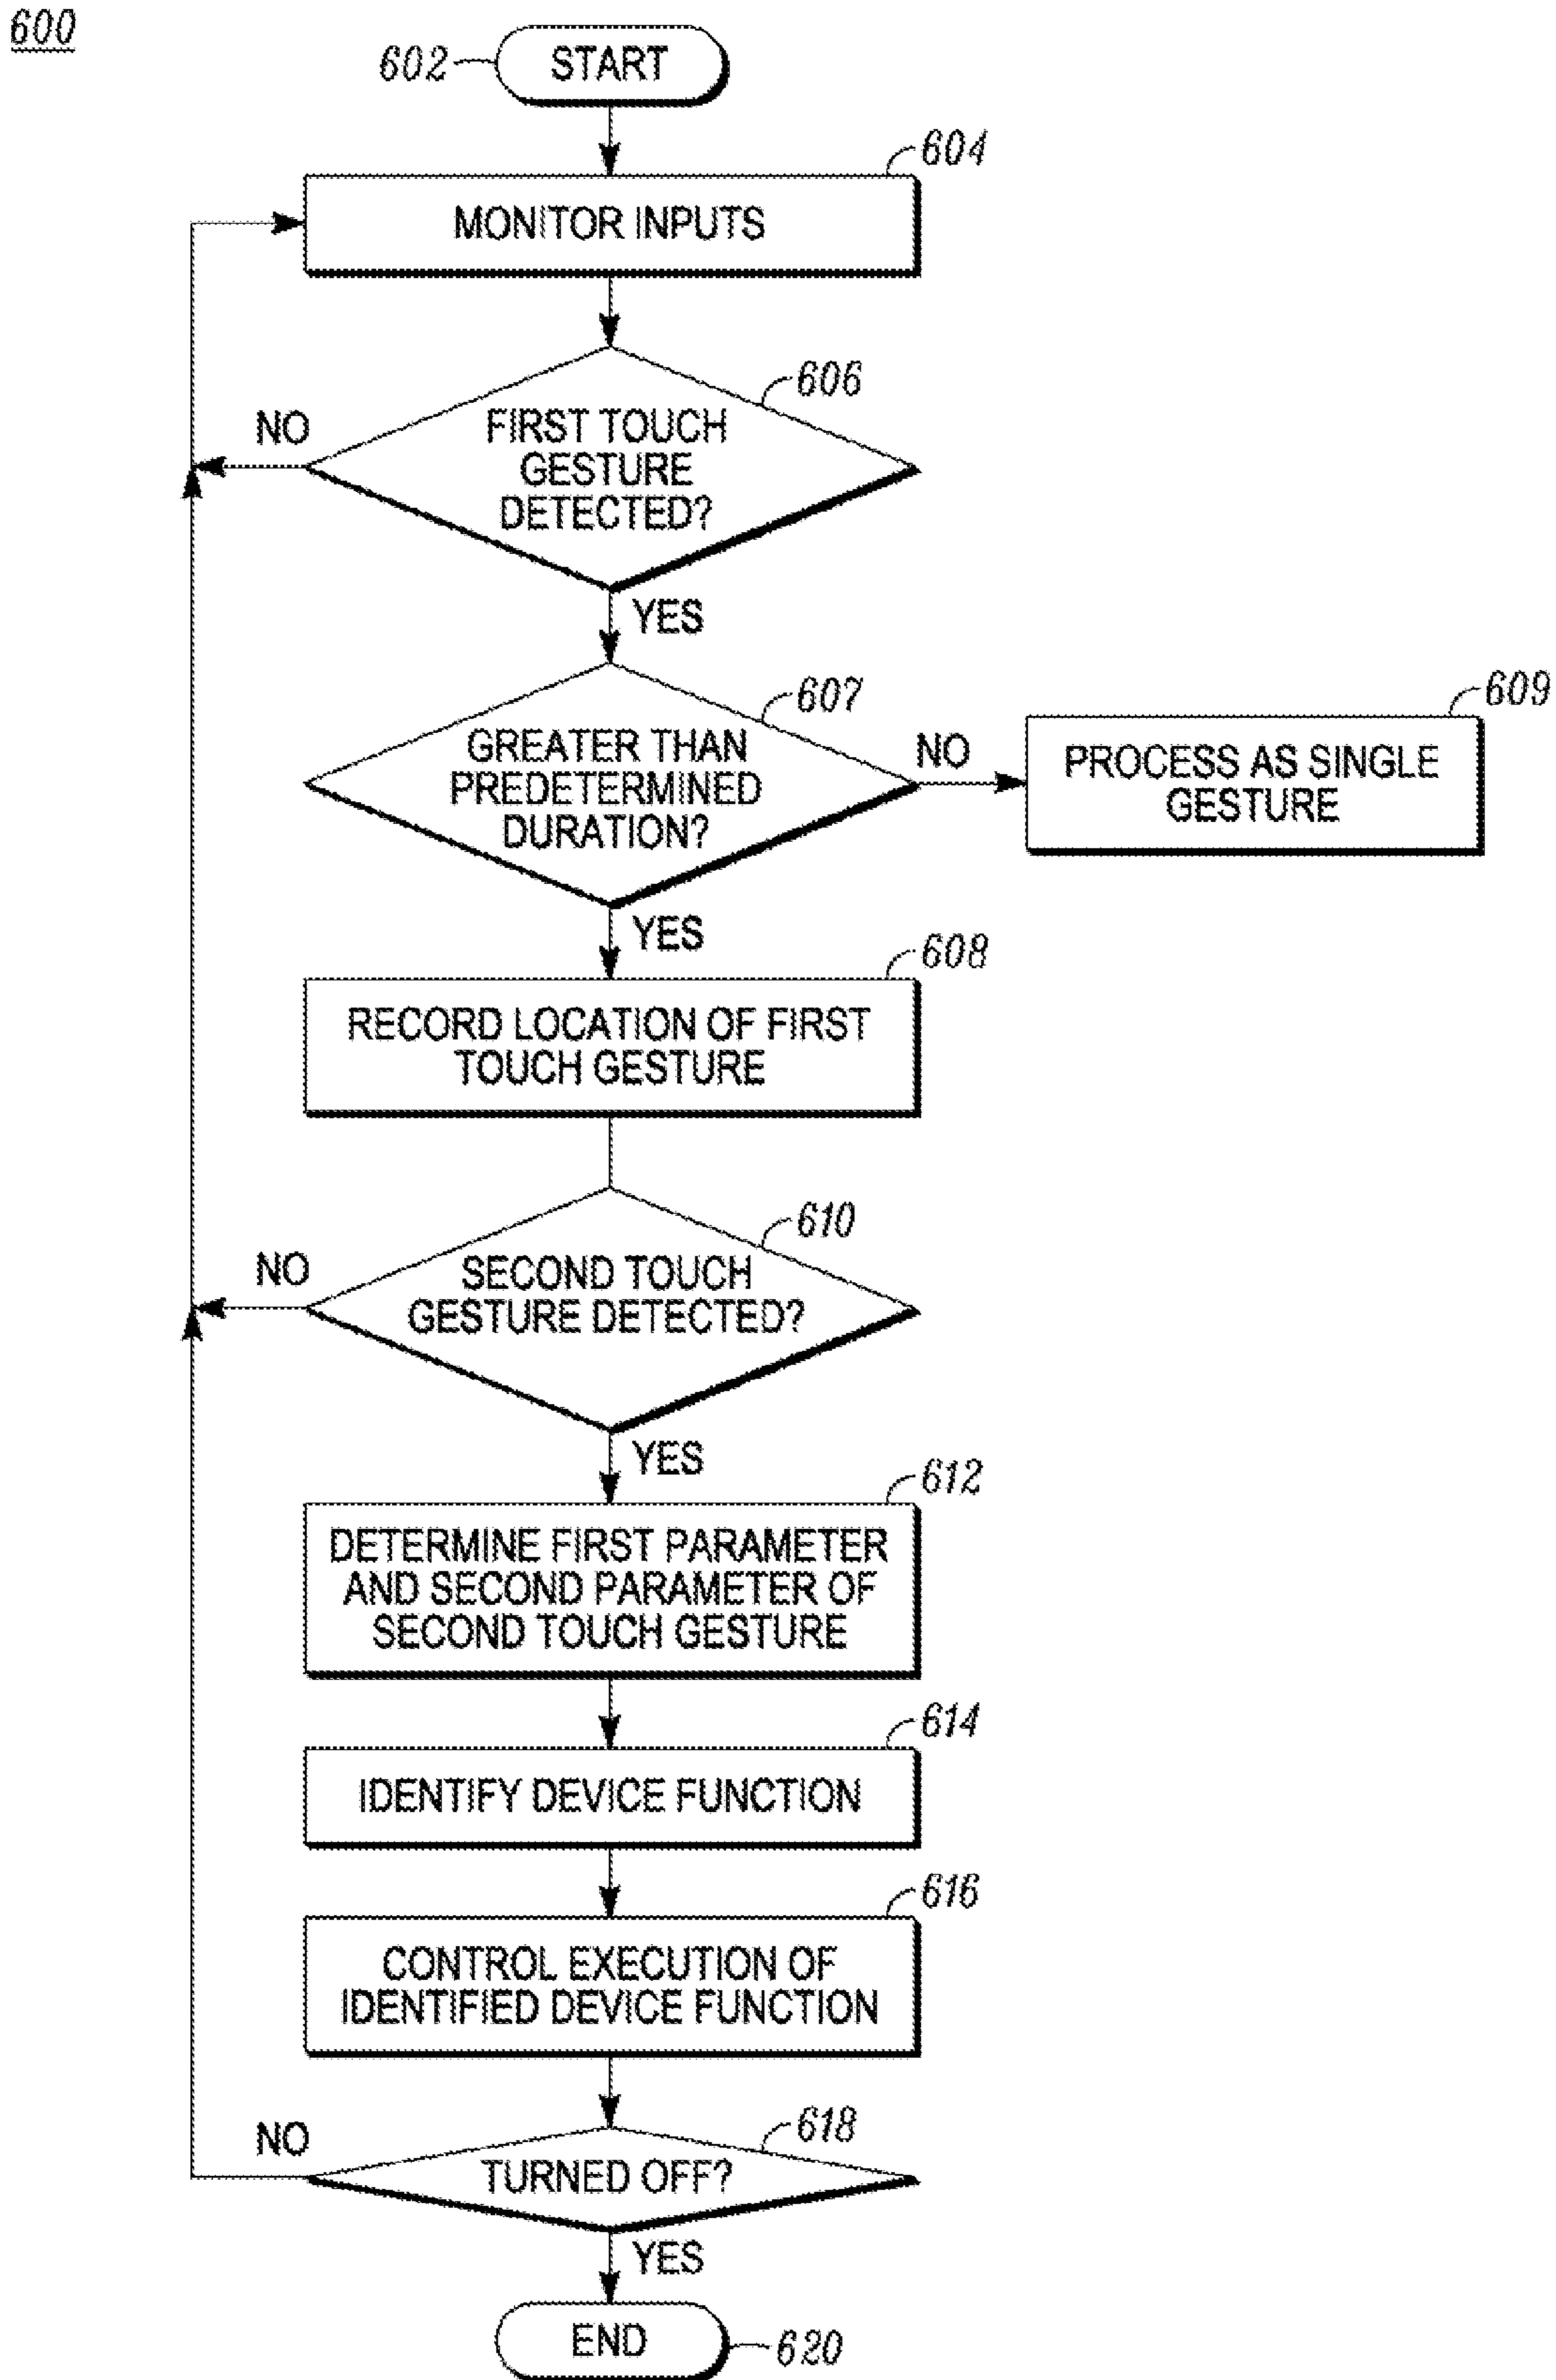 600
602
START
604
MONITOR INPUTS
606
NO
FIRST TOUCH
GESTURE
DETECTED?
YES
607
609
GREATER THAN
PREDETERMINED
DURATION?
NO
PROCESS AS SINGLE
GESTURE
YES
608
RECORD LOCATION OF FIRST
TOUCH GESTURE
610
NO
SECOND TOUCH
GESTURE DETECTED?
YES
612
DETERMINE FIRST PARAMETER
AND SECOND PARAMETER OF
SECOND TOUCH GESTURE
614
IDENTIFY DEVICE FUNCTION
616
CONTROL EXECUTION OF
IDENTIFIED DEVICE FUNCTION
618
NO
TURNED OFF?
YES
END
620